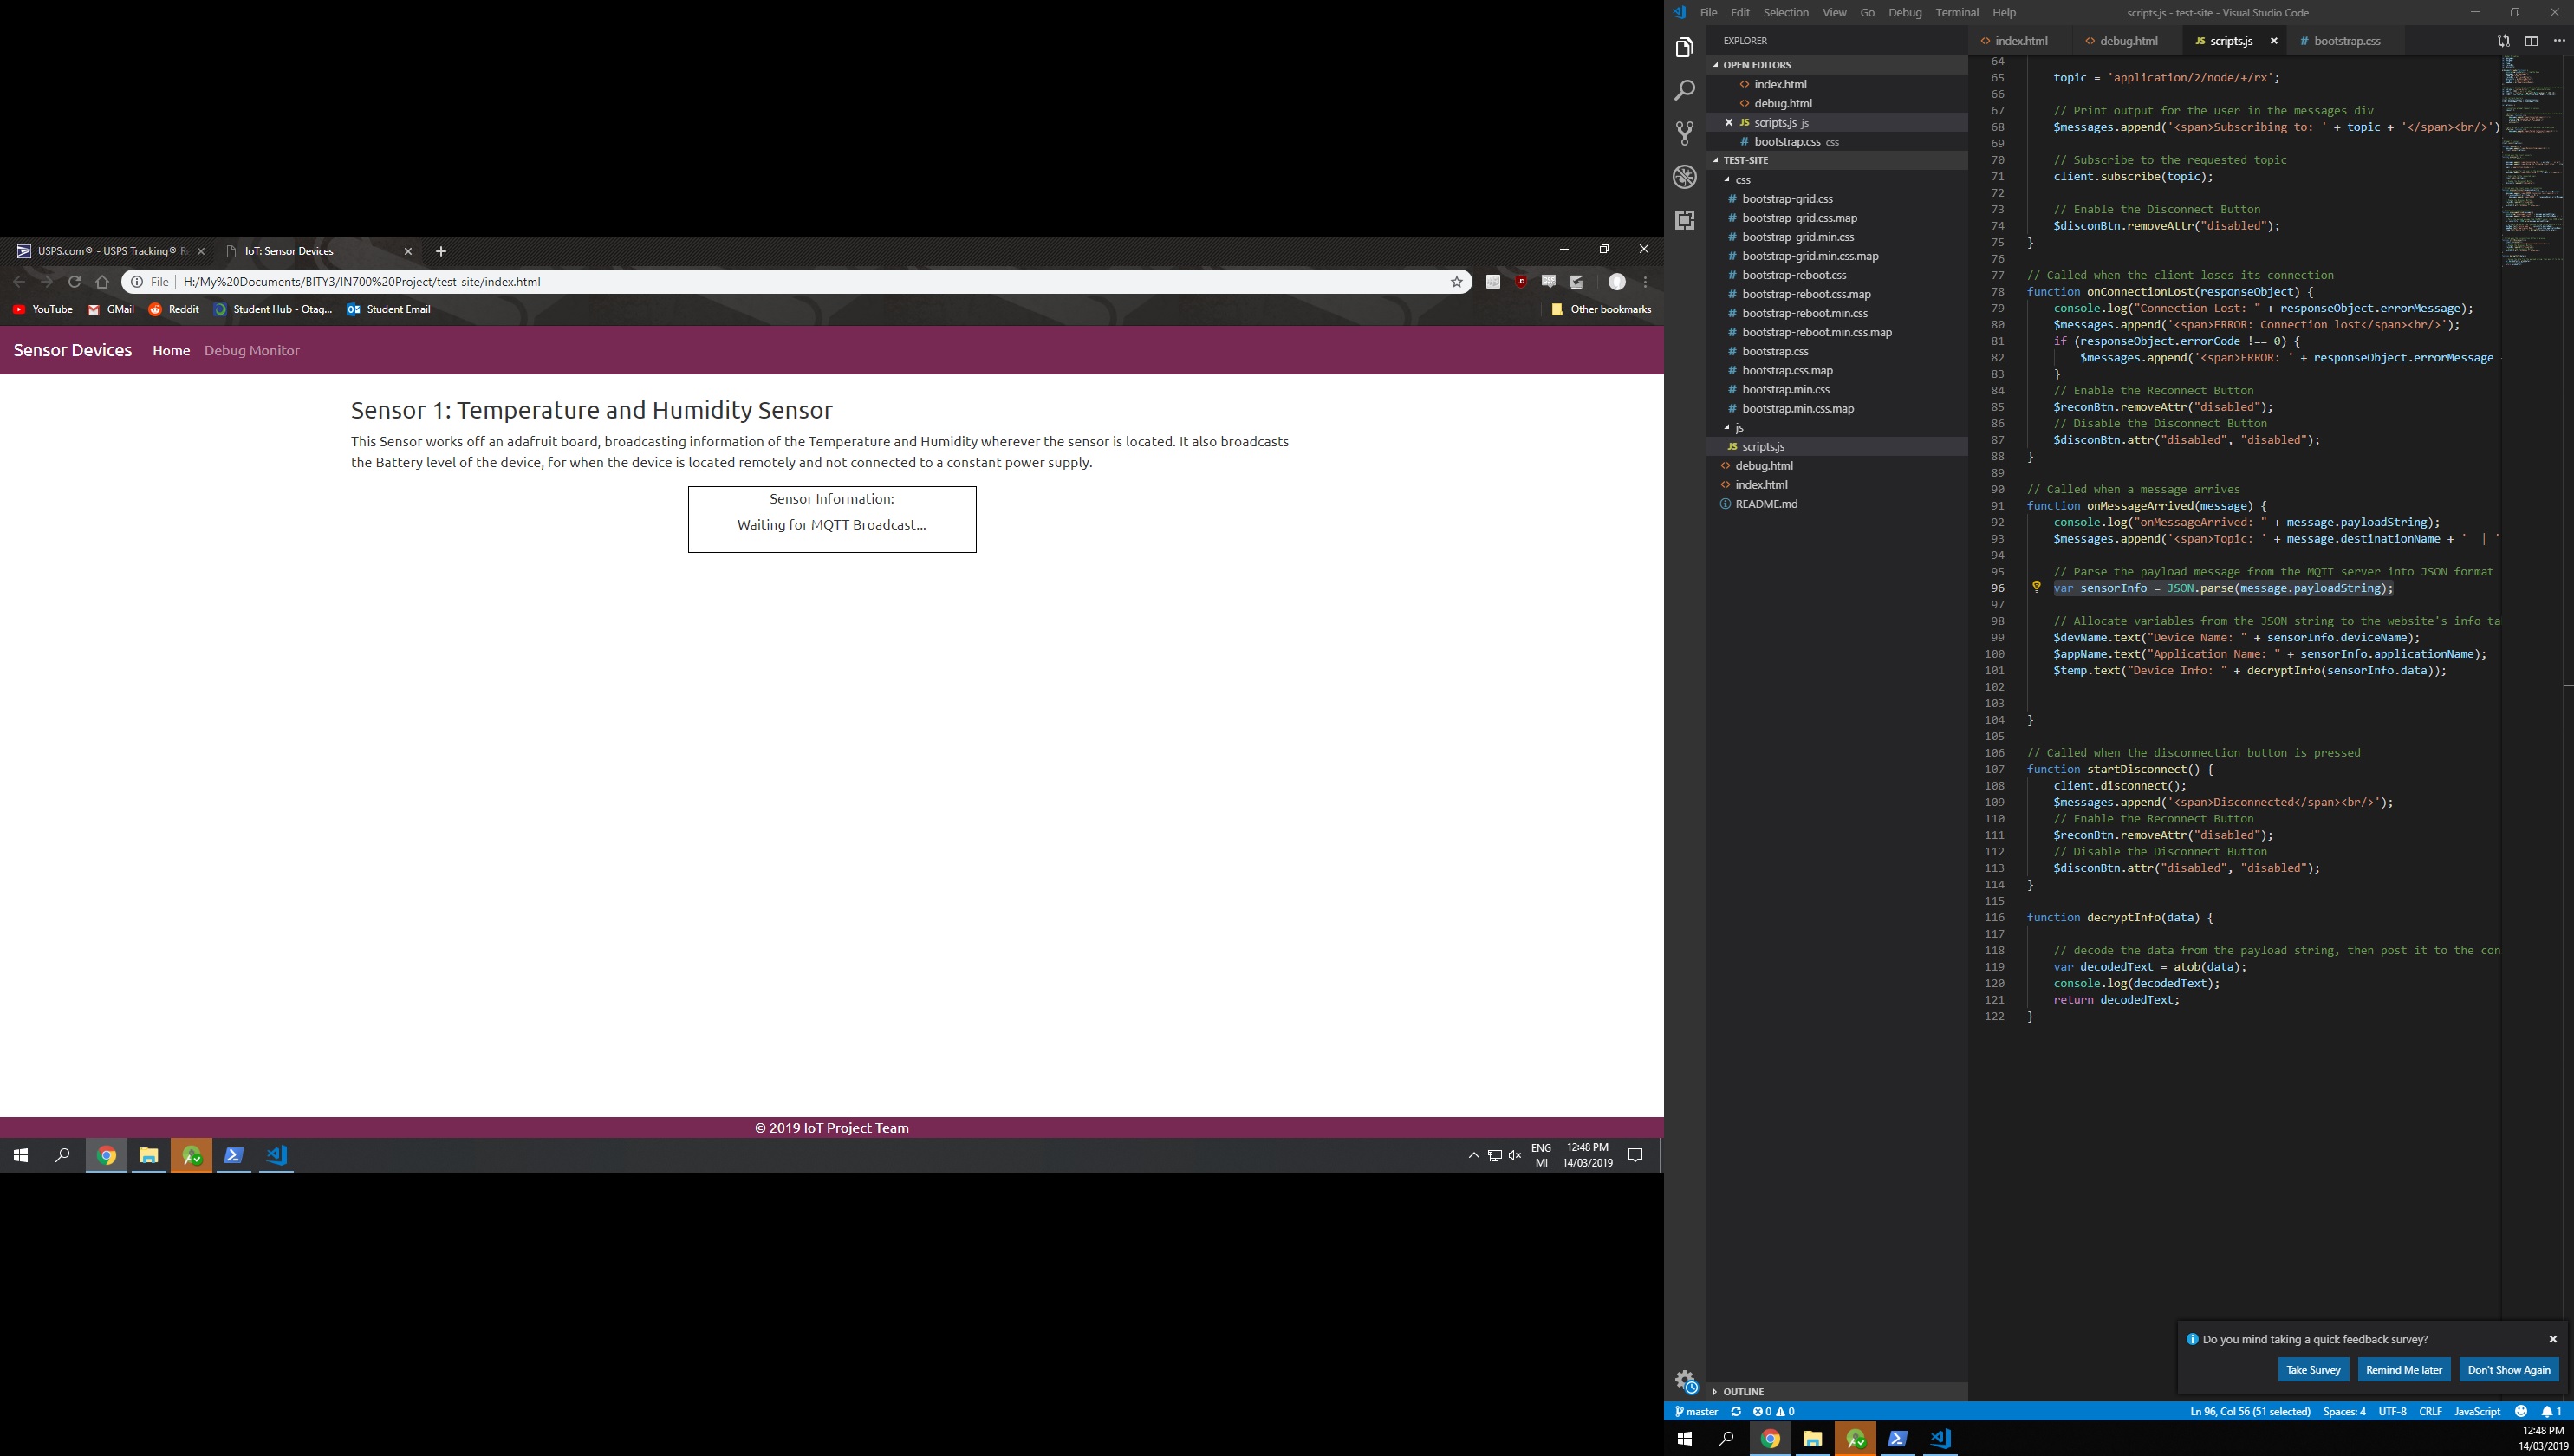 USPS.com® - USPS Tracking® R
IoT: Sensor Devices
File
H:/My%20Documents/BITY3/IN700%20Project/test-site/index.html
YouTube
GMail
Reddit
Student Hub - Otag...
Student Email
Other bookmarks
Sensor Devices
Home
Debug Monitor
Sensor 1: Temperature and Humidity Sensor
This Sensor works off an adafruit board, broadcasting information of the Temperature and Humidity wherever the sensor is located. It also broadcasts
the Battery level of the device, for when the device is located remotely and not connected to a constant power supply.
Sensor Information:
Waiting for MQTT Broadcast...
© 2019 IoT Project Team
ENG
MI
12:48 PM
14/03/2019
File Edit Selection View Go Debug Terminal Help
scripts.js - test-site - Visual Studio Code
EXPLORER
OPEN EDITORS
index.html
debug.html
scripts.js js
bootstrap.css css
TEST-SITE
css
bootstrap-grid.css
bootstrap-grid.css.map
bootstrap-grid.min.css
bootstrap-grid.min.css.map
bootstrap-reboot.css
bootstrap-reboot.css.map
bootstrap-reboot.min.css
bootstrap-reboot.min.css.map
bootstrap.css
bootstrap.css.map
bootstrap.min.css
bootstrap.min.css.map
js
scripts.js
debug.html
index.html
README.md
OUTLINE
index.html
debug.html
JS scripts.js
# bootstrap.css
64
65 topic = 'application/2/node/+/rx';
66
67 // Print output for the user in the messages div
68 $messages.append('<span>Subscribing to: ' + topic + '</span><br/>')
69
70 // Subscribe to the requested topic
71 client.subscribe(topic);
72
73 // Enable the Disconnect Button
74 $disconBtn.removeAttr("disabled");
75 }
76
77 // Called when the client loses its connection
78 function onConnectionLost(responseObject) {
79 console.log("Connection Lost: " + responseObject.errorMessage);
80 $messages.append('<span>ERROR: Connection lost</span><br/>');
81 if (responseObject.errorCode !== 0) {
82 $messages.append('<span>ERROR: ' + responseObject.errorMessage
83 }
84 // Enable the Reconnect Button
85 $reconBtn.removeAttr("disabled");
86 // Disable the Disconnect Button
87 $disconBtn.attr("disabled", "disabled");
88 }
89
90 // Called when a message arrives
91 function onMessageArrived(message) {
92 console.log("onMessageArrived: " + message.payloadString);
93 $messages.append('<span>Topic: ' + message.destinationName + '  | '
94
95 // Parse the payload message from the MQTT server into JSON format
96 var sensorInfo = JSON.parse(message.payloadString);
97
98 // Allocate variables from the JSON string to the website's info ta
99 $devName.text("Device Name: " + sensorInfo.deviceName);
100 $appName.text("Application Name: " + sensorInfo.applicationName);
101 $temp.text("Device Info: " + decryptInfo(sensorInfo.data));
102
103
104 }
105
106 // Called when the disconnection button is pressed
107 function startDisconnect() {
108 client.disconnect();
109 $messages.append('<span>Disconnected</span><br/>');
110 // Enable the Reconnect Button
111 $reconBtn.removeAttr("disabled");
112 // Disable the Disconnect Button
113 $disconBtn.attr("disabled", "disabled");
114 }
115
116 function decryptInfo(data) {
117
118 // decode the data from the payload string, then post it to the con
119 var decodedText = atob(data);
120 console.log(decodedText);
121 return decodedText;
122 }
Do you mind taking a quick feedback survey?
Take Survey
Remind Me later
Don't Show Again
master
0 0
Ln 96, Col 56 (51 selected)
Spaces: 4
UTF-8
CRLF
JavaScript
1
12:48 PM
14/03/2019